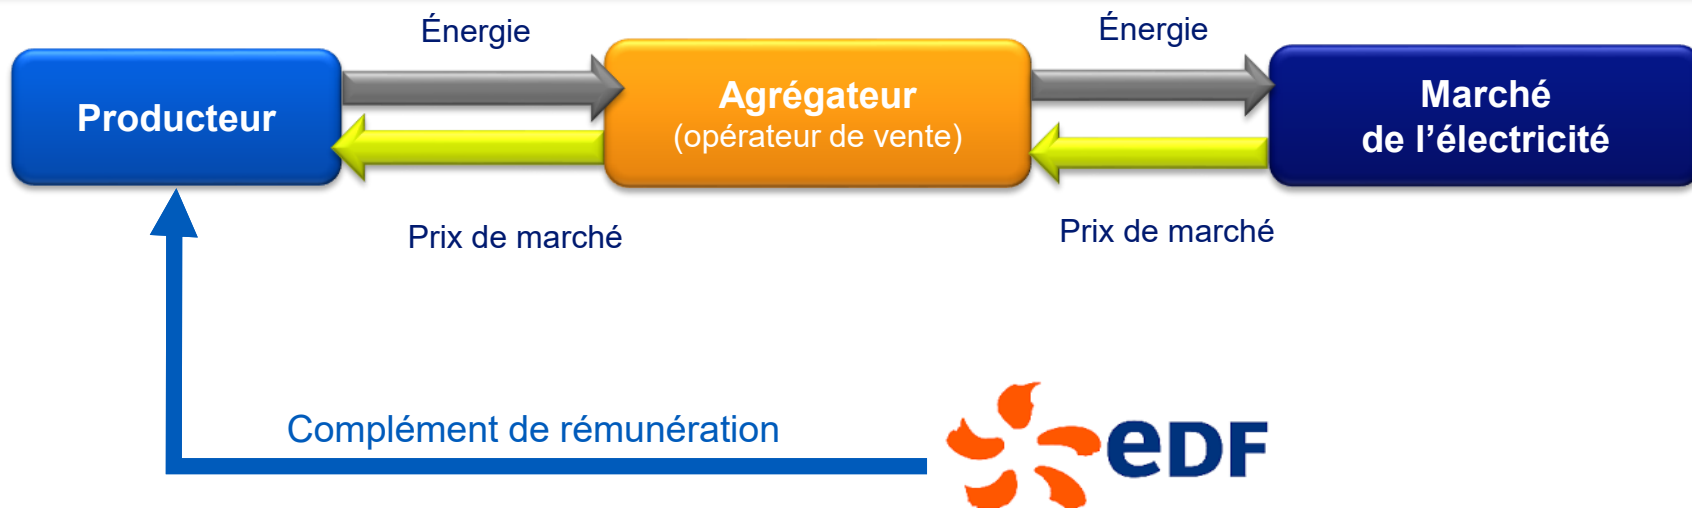 Énergie
Énergie
Producteur
Agrégateur
(opérateur de vente)
Marché
de l’électricité
Prix de marché
Prix de marché
Complément de rémunération
eDF